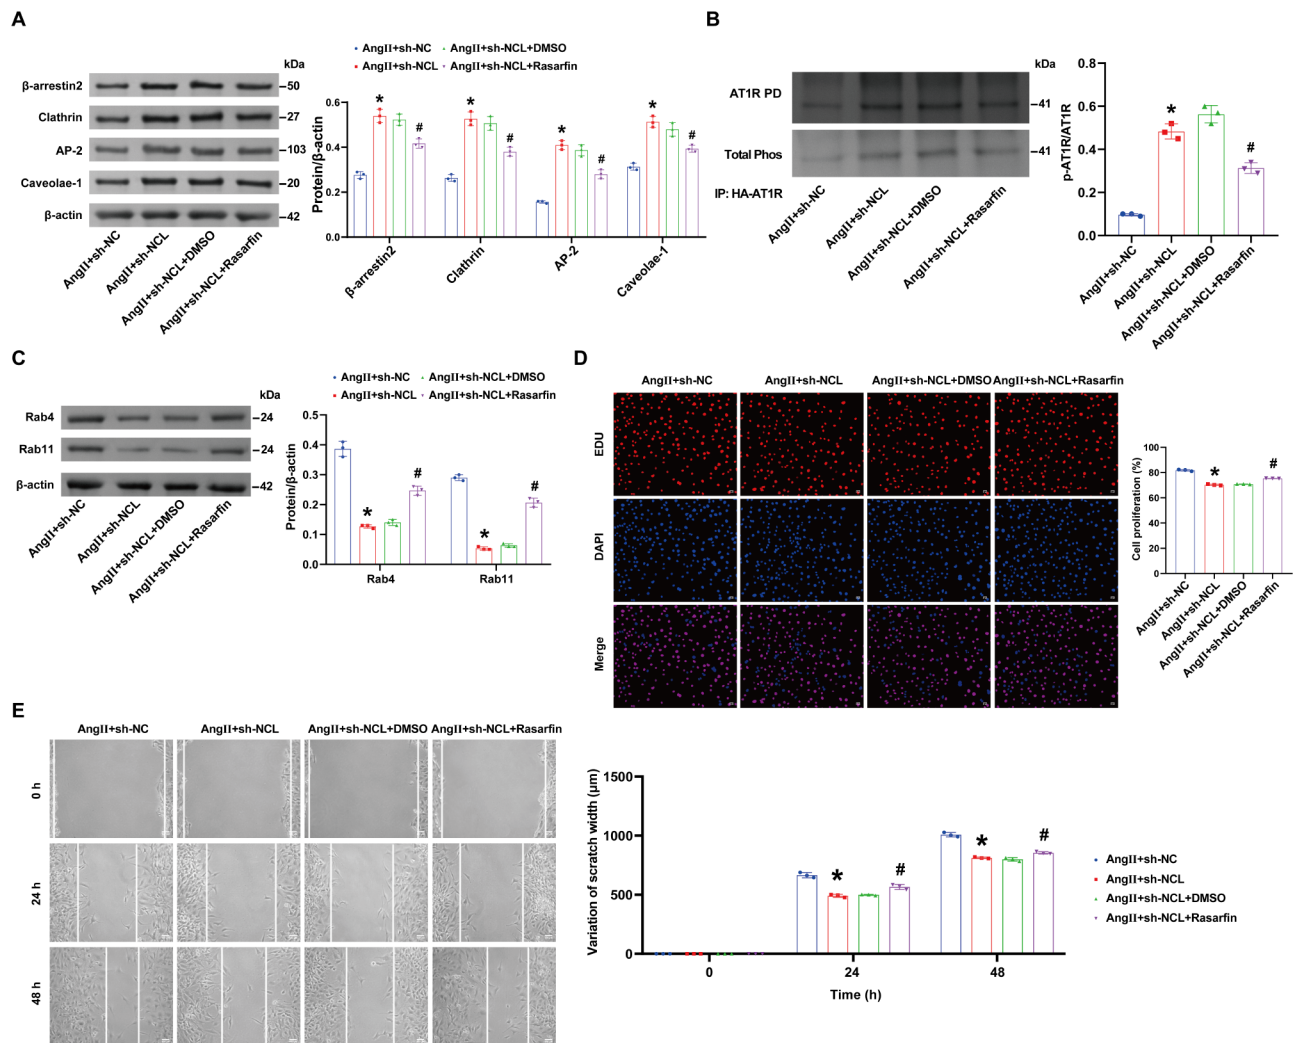 A
AngII+sh-NC AngII+sh-NCL+DMSO
AngII+sh-NCL AngII+sh-NCL+Rasarfin
kDa
β-arrestin2 50
Clathrin 27
AP-2 103
Caveolae-1 20
β-actin 42
AngII+sh-NC
AngII+sh-NCL
AngII+sh-NCL+DMSO
AngII+sh-NCL+Rasarfin
Protein/β-actin
0.6
0.4
0.2
0.0
* # * # * # * #
β-arrestin2
Clathrin
AP-2
Caveolae-1
B
kDa
AT1R PD 41
Total Phos 41
IP: HA-AT1R
AngII+sh-NC
AngII+sh-NCL
AngII+sh-NCL+DMSO
AngII+sh-NCL+Rasarfin
p-AT1R/AT1R
0.8
0.6
0.4
0.2
0.0
* #
AngII+sh-NC
AngII+sh-NCL
AngII+sh-NCL+DMSO
AngII+sh-NCL+Rasarfin
C
AngII+sh-NC AngII+sh-NCL+DMSO
AngII+sh-NCL AngII+sh-NCL+Rasarfin
kDa
Rab4 24
Rab11 24
β-actin 42
AngII+sh-NC
AngII+sh-NCL
AngII+sh-NCL+DMSO
AngII+sh-NCL+Rasarfin
Protein/β-actin
0.5
0.4
0.3
0.2
0.1
0.0
* # * #
Rab4 Rab11
D
AngII+sh-NC AngII+sh-NCL AngII+sh-NCL+DMSO AngII+sh-NCL+Rasarfin
EDU
DAPI
Merge
Cell proliferation (%)
100
80
60
40
20
0
* #
AngII+sh-NC
AngII+sh-NCL
AngII+sh-NCL+DMSO
AngII+sh-NCL+Rasarfin
E
AngII+sh-NC AngII+sh-NCL AngII+sh-NCL+DMSO AngII+sh-NCL+Rasarfin
0 h
24 h
48 h
Variation of scratch width (μm)
1500
1000
500
0
* # * #
0 24 48
Time (h)
AngII+sh-NC
AngII+sh-NCL
AngII+sh-NCL+DMSO
AngII+sh-NCL+Rasarfin